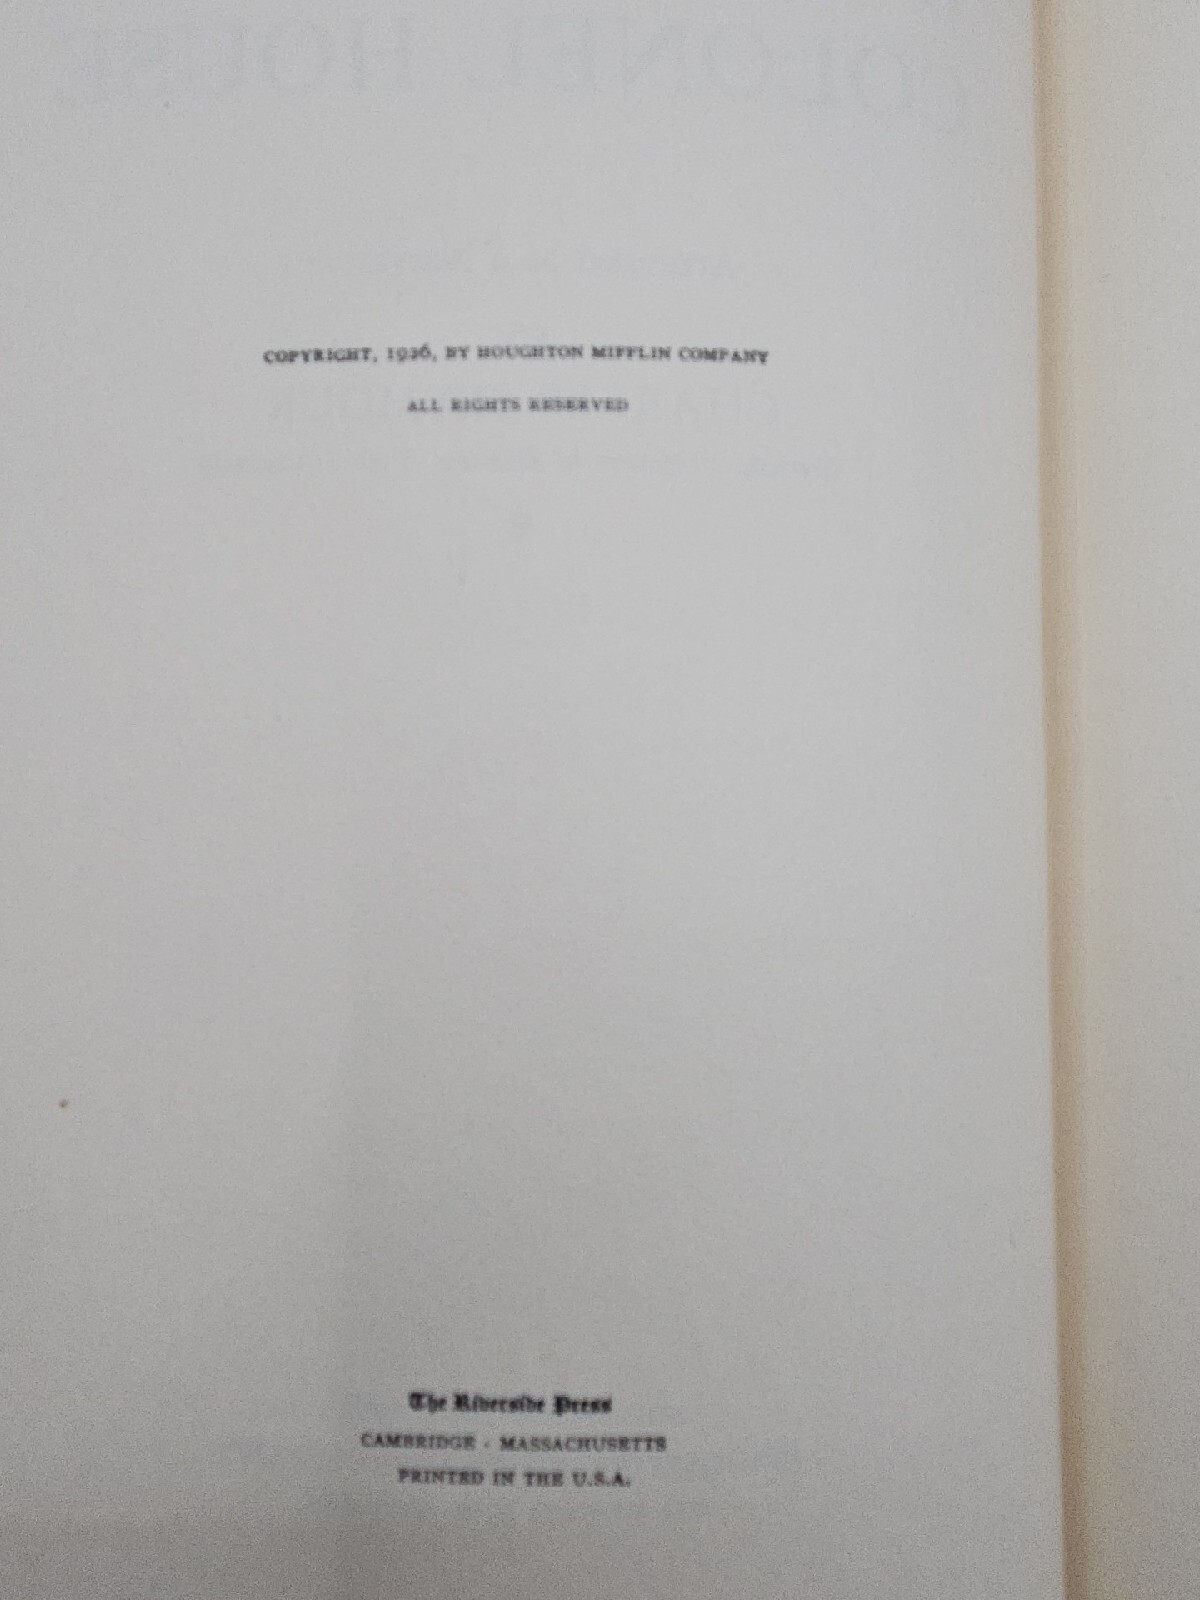 COPYRIGHT, 1926, BY HOUGHTON MIFFLIN COMPANY
ALL RIGHTS RESERVED
The Riverside Press
CAMBRIDGE · MASSACHUSETTS
PRINTED IN THE U.S.A.